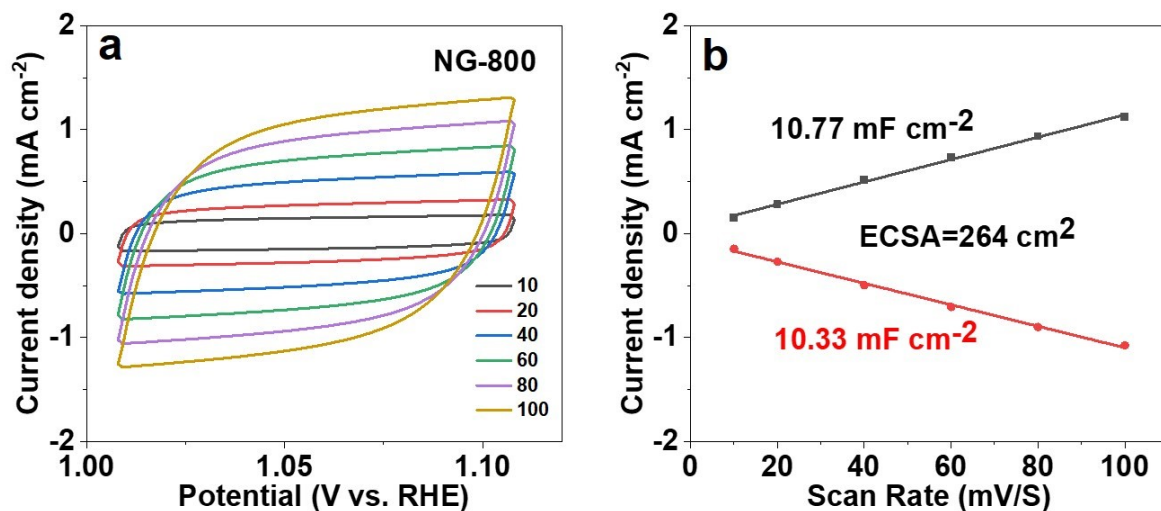 a
NG-800
2
1
0
-1
-2
Current density (mA cm-2)
10
20
40
60
80
100
1.00
1.05
1.10
Potential (V vs. RHE)
b
10.77 mF cm-2
ECSA=264 cm2
10.33 mF cm-2
2
1
0
-1
-2
Current density (mA cm-2)
0
20
40
60
80
100
Scan Rate (mV/S)